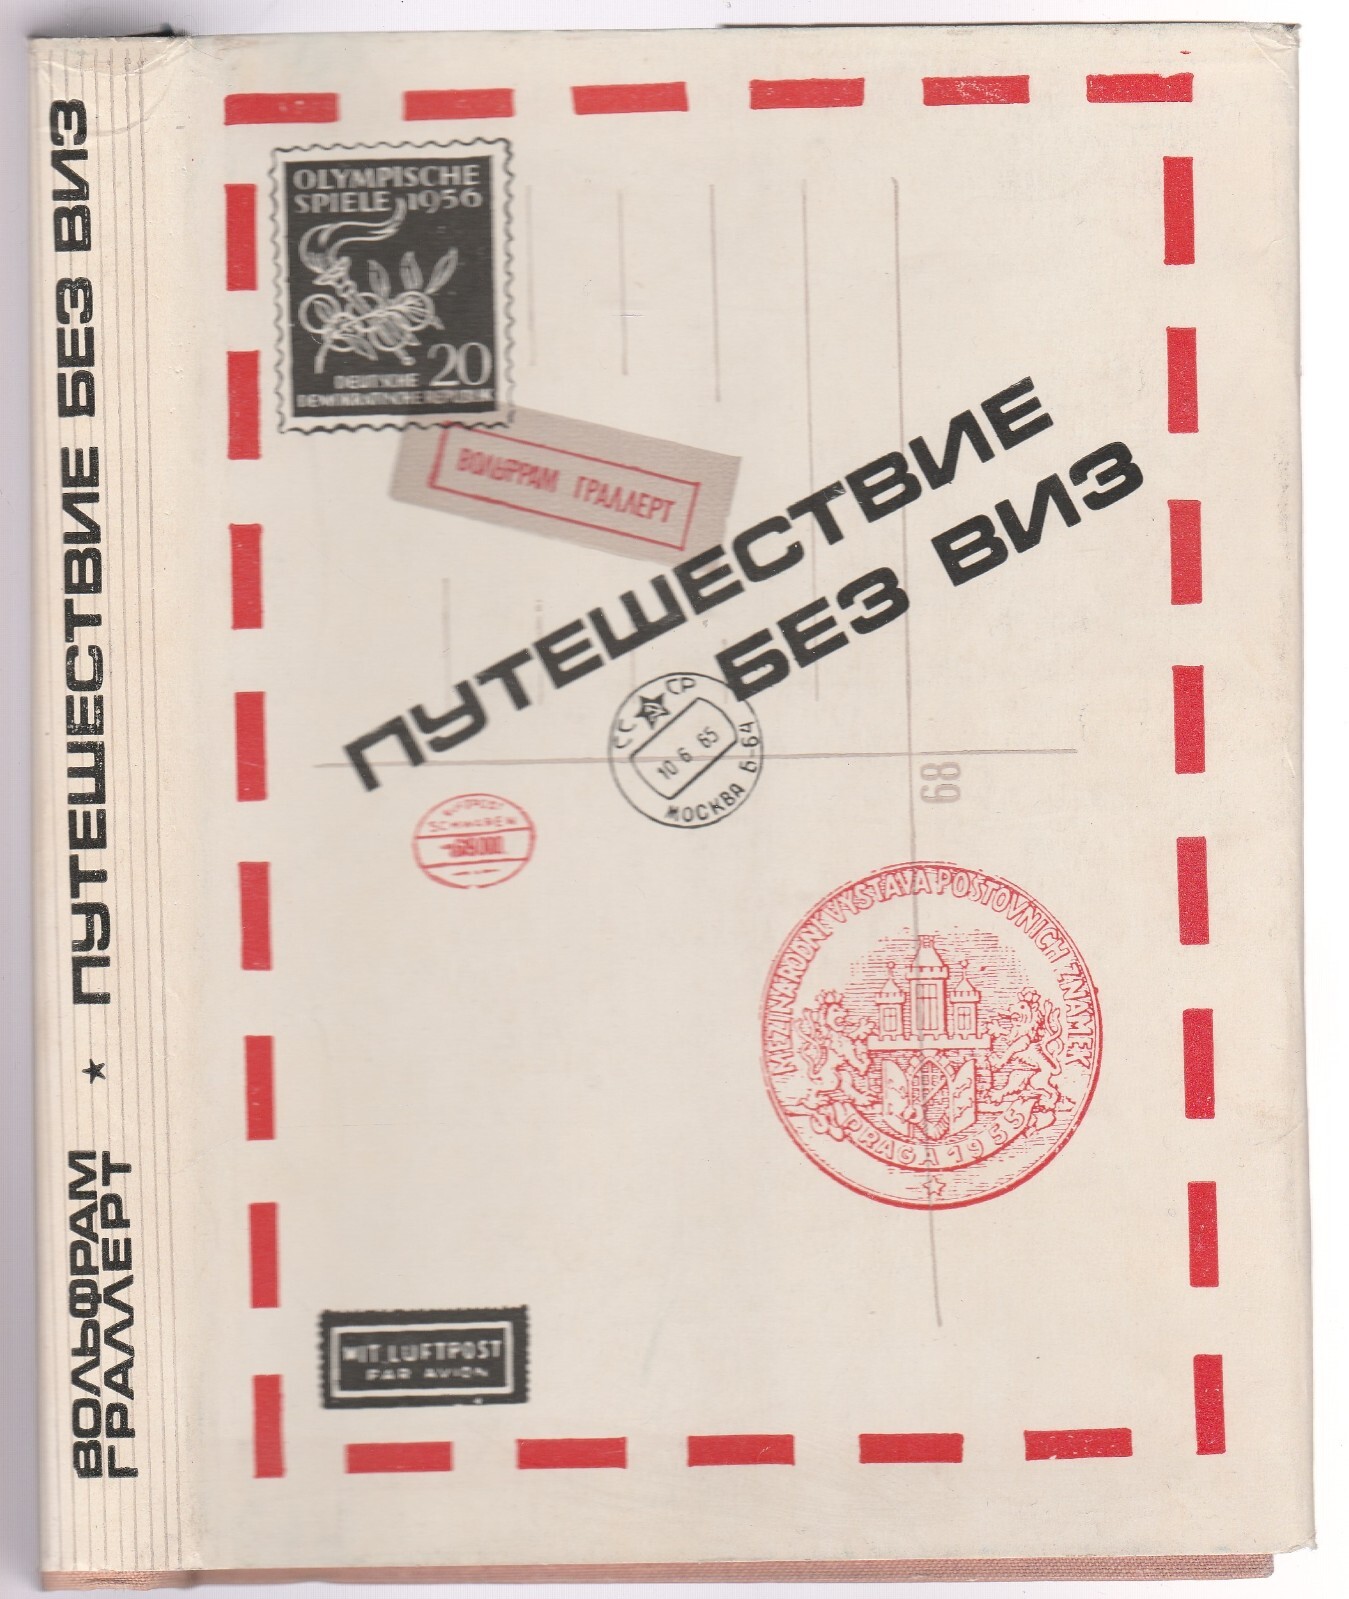 ВОЛЬФРАМ
ГРАЛЛЕРТ
★ ПУТЕШЕСТВИЕ БЕЗ ВИЗ
OLYMPISCHE
SPIELE 1956
20
DEUTSCHE
DEMOKRATISCHE REPUBLIK
ВОЛЬФРАМ ГРАЛЛЕРТ
ПУТЕШЕСТВИЕ
БЕЗ ВИЗ
СССР
10 6 65
МОСКВА Б-64
68
MEZINÁRODNÍ VÝSTAVA POŠTOVNÍCH ZNÁMEK
PRAGA 1955
MIT LUFTPOST
PAR AVION